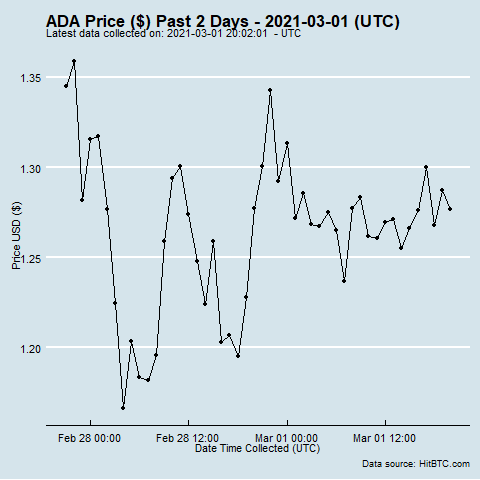 ADA Price ($) Past 2 Days - 2021-03-01 (UTC)
Latest data collected on: 2021-03-01 20:02:01 - UTC
1.35
1.30
1.25
1.20
Price USD ($)
Feb 28 00:00 Feb 28 12:00 Mar 01 00:00 Mar 01 12:00
Date Time Collected (UTC)
Data source: HitBTC.com